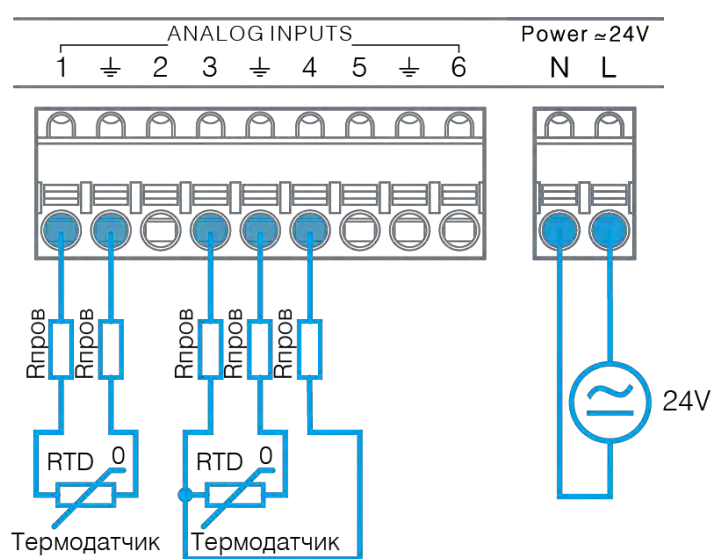 ANALOG INPUTS Power ≃24V
1 ⏚ 2 3 ⏚ 4 5 ⏚ 6 N L
Rпров Rпров Rпров Rпров Rпров
24V
RTD 0 RTD 0
Термодатчик Термодатчик